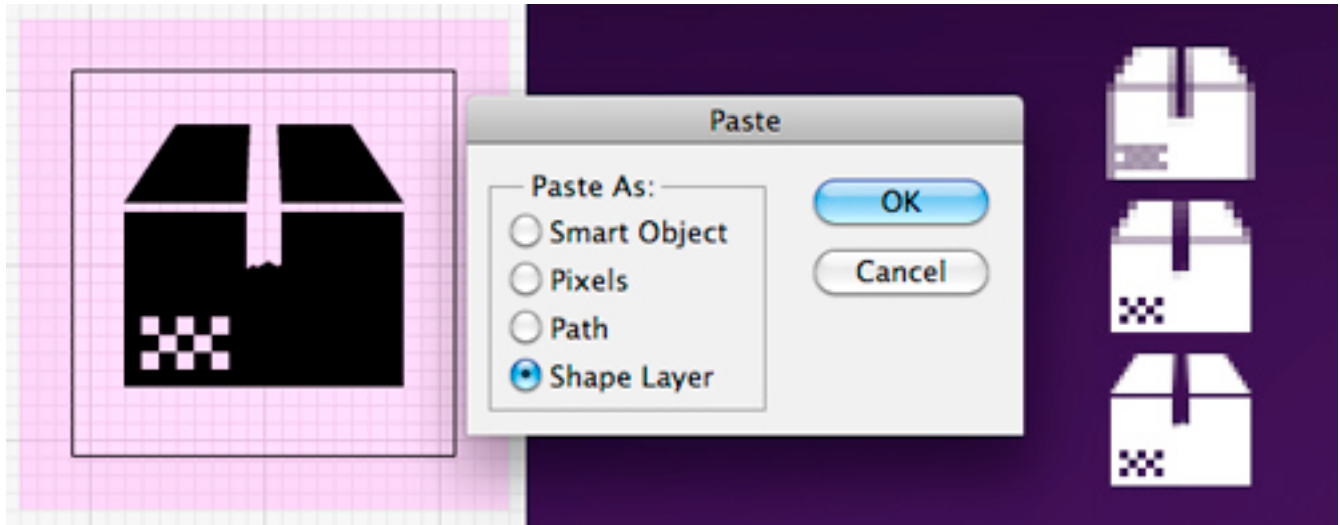 Paste
Paste As:
Smart Object
Pixels
Path
Shape Layer
OK
Cancel